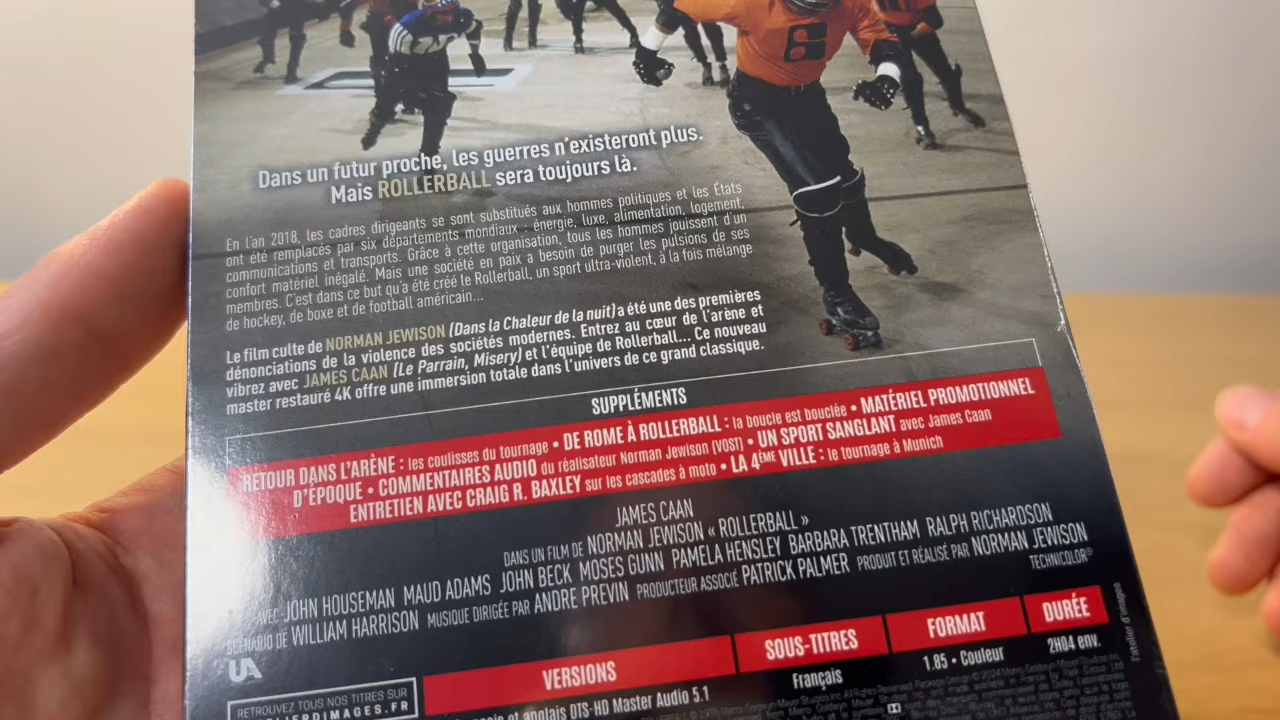 Dans un futur proche, les guerres n'existeront plus.
Mais ROLLERBALL sera toujours là.
En l'an 2018, les cadres dirigeants se sont substitués aux hommes politiques et les États
ont été remplacés par six départements mondiaux : énergie, luxe, alimentation, logement,
communications et transports. Grâce à cette organisation, tous les hommes jouissent d'un
confort matériel inégalé. Mais une société en paix a besoin de purger les pulsions de ses
membres. C'est dans ce but qu'a été créé le Rollerball, un sport ultra-violent, à la fois mélange
de hockey, de boxe et de football américain...
Le film culte de NORMAN JEWISON (Dans la Chaleur de la nuit) a été une des premières
dénonciations de la violence des sociétés modernes. Entrez au cœur de l'arène et
vibrez avec JAMES CAAN (Le Parrain, Misery) et l'équipe de Rollerball... Ce nouveau
master restauré 4K offre une immersion totale dans l'univers de ce grand classique.
SUPPLÉMENTS
RETOUR DANS L'ARÈNE : les coulisses du tournage • DE ROME À ROLLERBALL : la boucle est bouclée • MATÉRIEL PROMOTIONNEL
D'ÉPOQUE • COMMENTAIRES AUDIO du réalisateur Norman Jewison (VOST) • UN SPORT SANGLANT avec James Caan
ENTRETIEN AVEC CRAIG R. BAXLEY sur les cascades à moto • LA 4ÈME VILLE : le tournage à Munich
JAMES CAAN
DANS UN FILM DE NORMAN JEWISON « ROLLERBALL »
AVEC JOHN HOUSEMAN MAUD ADAMS JOHN BECK MOSES GUNN PAMELA HENSLEY BARBARA TRENTHAM RALPH RICHARDSON
SCÉNARIO DE WILLIAM HARRISON MUSIQUE DIRIGÉE PAR ANDRE PREVIN PRODUCTEUR ASSOCIÉ PATRICK PALMER PRODUIT ET RÉALISÉ PAR NORMAN JEWISON
TECHNICOLOR®
UA
VERSIONS
SOUS-TITRES
FORMAT
DURÉE
et anglais DTS-HD Master Audio 5.1
Français
1.85 • Couleur
2H04 env.
RETROUVEZ TOUS NOS TITRES SUR
l'atelier d'images